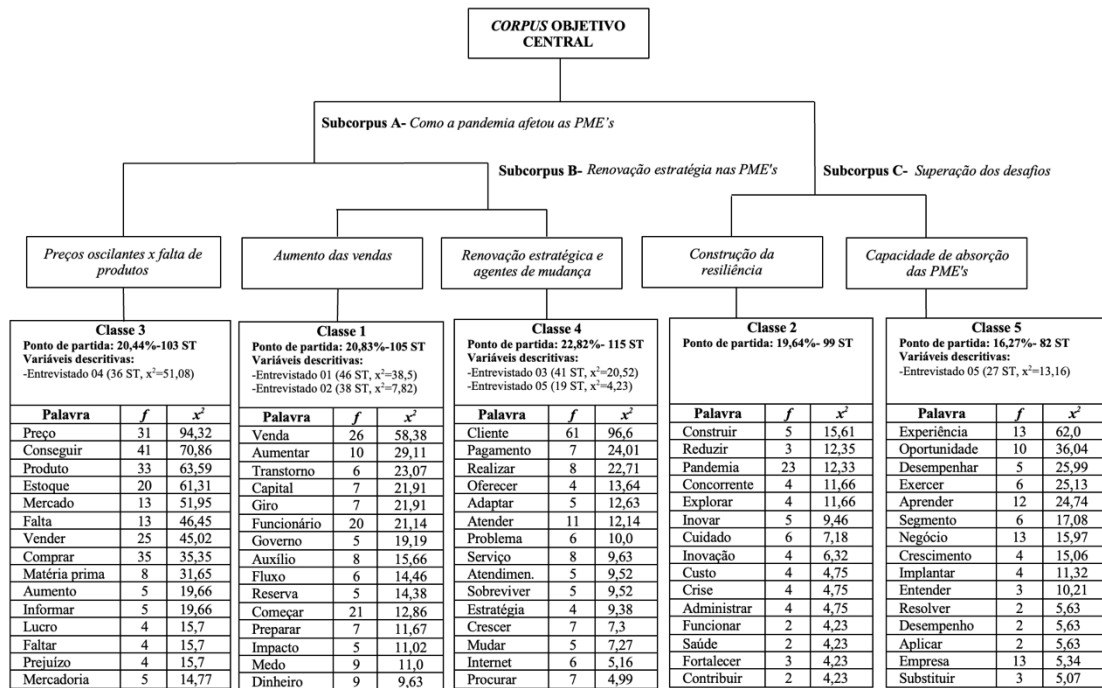 CORPUS OBJETIVO
CENTRAL
Subcorpus A- Como a pandemia afetou as PME's
Subcorpus B- Renovação estratégia nas PME's
Subcorpus C- Superação dos desafios
Preços oscilantes x falta de
produtos
Aumento das vendas
Renovação estratégica e
agentes de mudança
Construção da
resiliência
Capacidade de absorção
das PME's
Classe 3
Ponto de partida: 20,44%-103 ST
Variáveis descritivas:
-Entrevistado 04 (36 ST, x²=51,08)
Palavra f x²
Preço 31 94,32
Conseguir 41 70,86
Produto 33 63,59
Estoque 20 61,31
Mercado 13 51,95
Falta 13 46,45
Vender 25 45,02
Comprar 35 35,35
Matéria prima 8 31,65
Aumento 5 19,66
Informar 5 19,66
Lucro 4 15,7
Faltar 4 15,7
Prejuízo 4 15,7
Mercadoria 5 14,77
Classe 1
Ponto de partida: 20,83%-105 ST
Variáveis descritivas:
-Entrevistado 01 (46 ST, x²=38,5)
-Entrevistado 02 (38 ST, x²=7,82)
Palavra f x²
Venda 26 58,38
Aumentar 10 29,11
Transtorno 6 23,07
Capital 7 21,91
Giro 7 21,91
Funcionário 20 21,14
Governo 5 19,19
Auxílio 8 15,66
Fluxo 6 14,46
Reserva 5 14,38
Começar 21 12,86
Preparar 7 11,67
Impacto 5 11,02
Medo 9 11,0
Dinheiro 9 9,63
Classe 4
Ponto de partida: 22,82%- 115 ST
Variáveis descritivas:
-Entrevistado 03 (41 ST, x²=20,52)
-Entrevistado 05 (19 ST, x²=4,23)
Palavra f x²
Cliente 61 96,6
Pagamento 7 24,01
Realizar 8 22,71
Oferecer 4 13,64
Adaptar 5 12,63
Atender 11 12,14
Problema 6 10,0
Serviço 8 9,63
Atendimen. 5 9,52
Sobreviver 5 9,52
Estratégia 4 9,38
Crescer 7 7,3
Mudar 5 7,27
Internet 6 5,16
Procurar 7 4,99
Classe 2
Ponto de partida: 19,64%- 99 ST
Palavra f x²
Construir 5 15,61
Reduzir 3 12,35
Pandemia 23 12,33
Concorrente 4 11,66
Explorar 4 11,66
Inovar 5 9,46
Cuidado 6 7,18
Inovação 4 6,32
Custo 4 4,75
Crise 4 4,75
Administrar 4 4,75
Funcionar 2 4,23
Saúde 2 4,23
Fortalecer 3 4,23
Contribuir 2 4,23
Classe 5
Ponto de partida: 16,27%- 82 ST
Variáveis descritivas:
-Entrevistado 05 (27 ST, x²=13,16)
Palavra f x²
Experiência 13 62,0
Oportunidade 10 36,04
Desempenhar 5 25,99
Exercer 6 25,13
Aprender 12 24,74
Segmento 6 17,08
Negócio 13 15,97
Crescimento 4 15,06
Implantar 4 11,32
Entender 3 10,21
Resolver 2 5,63
Desempenho 2 5,63
Aplicar 2 5,63
Empresa 13 5,34
Substituir 3 5,07